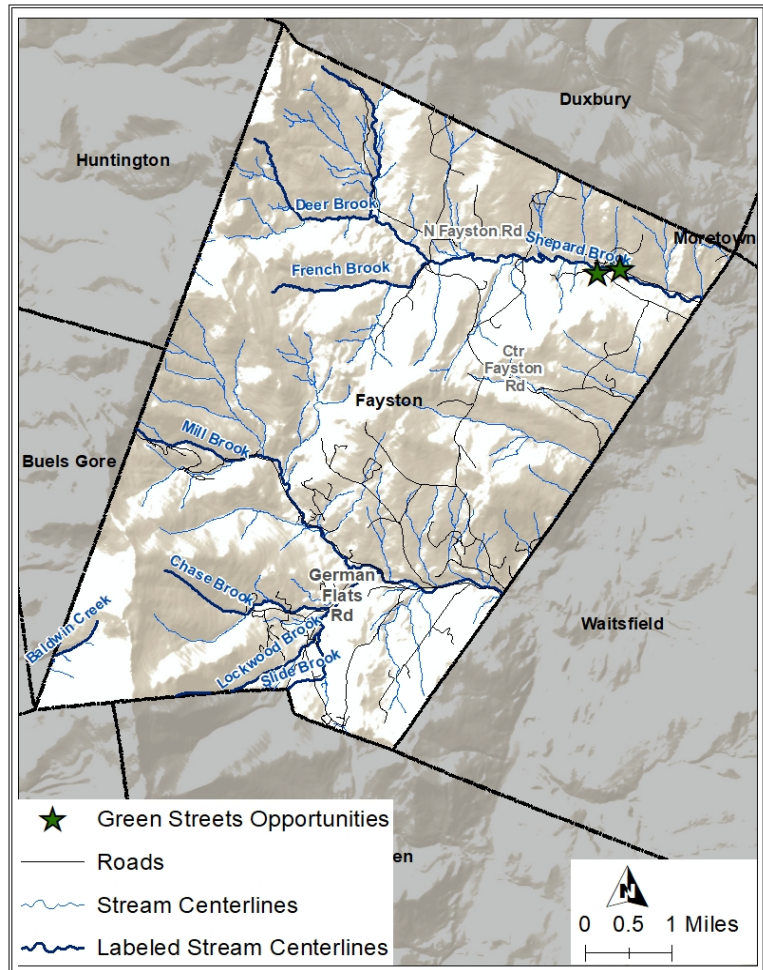 Duxbury
Huntington
Deer Brook
N Fayston Rd
Shepard Brook
Moretown
French Brook
Ctr
Fayston
Rd
Fayston
Mill Brook
Buels Gore
Chase Brook
German
Flats
Rd
Waitsfield
Baldwin Creek
Lockwood Brook
Slide Brook
Green Streets Opportunities
Roads
en
Stream Centerlines
Labeled Stream Centerlines
N
0 0.5 1 Miles